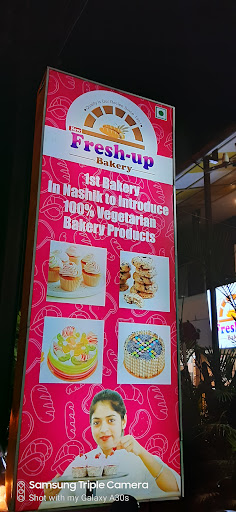 New
Fresh-up
Bakery
1st Bakery
In Nashik to Introduce
100% Vegetarian
Bakery Products
Fresh
Samsung Triple Camera
Shot with my Galaxy A30s